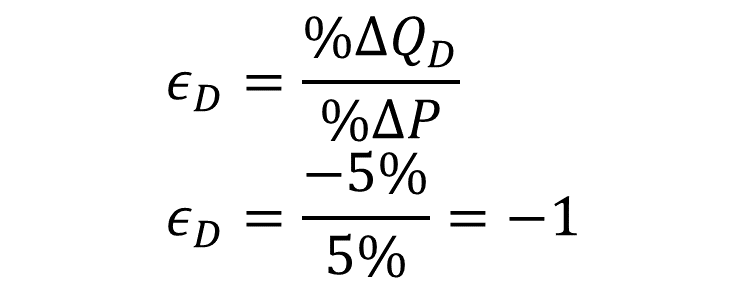 ϵ_D = %ΔQ_D / %ΔP
ϵ_D = −5% / 5% = −1